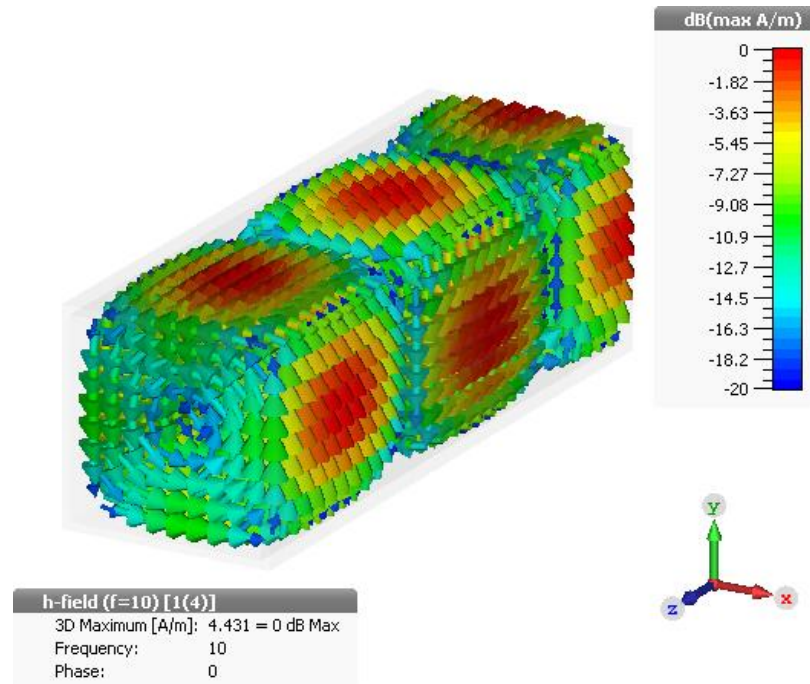 dB(max A/m)
0
-1.82
-3.63
-5.45
-7.27
-9.08
-10.9
-12.7
-14.5
-16.3
-18.2
-20
y
z
x
h-field (f=10) [1(4)]
3D Maximum [A/m]: 4.431 = 0 dB Max
Frequency: 10
Phase: 0